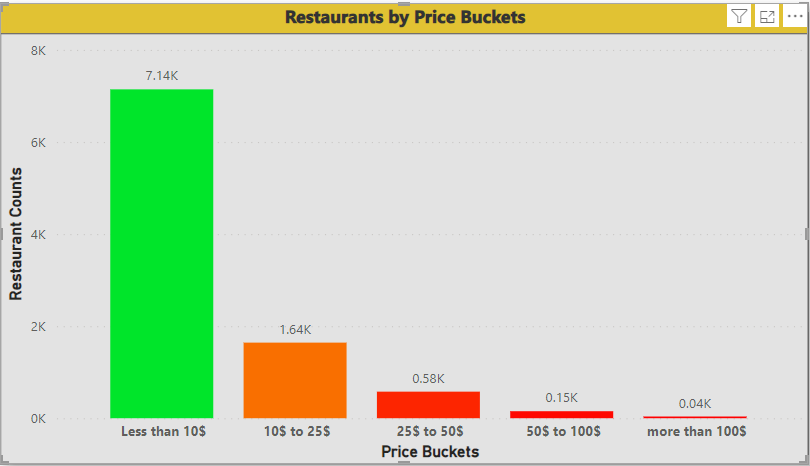 Restaurants by Price Buckets
8K
7.14K
6K
4K
2K
1.64K
0.58K
0.15K
0.04K
0K
Restaurant Counts
Less than 10$
10$ to 25$
25$ to 50$
50$ to 100$
more than 100$
Price Buckets